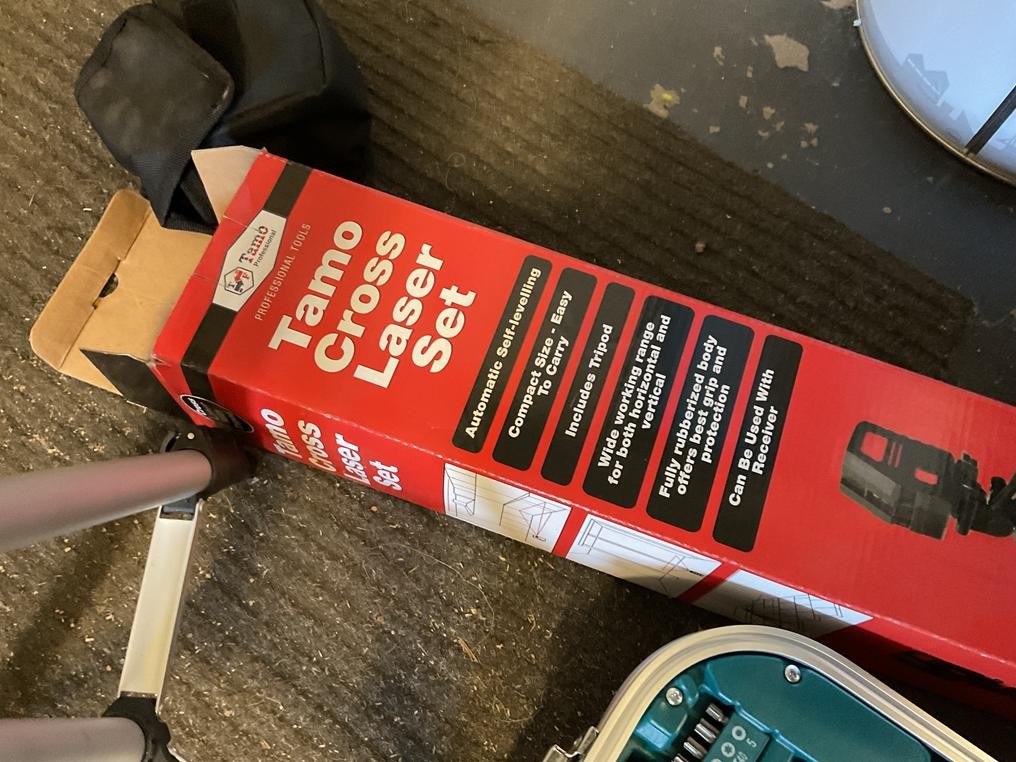 Tamo
Professional
PROFESSIONAL TOOLS
Tamo
Cross
Laser
Set
Automatic Self-levelling
Compact Size - Easy
To Carry
Includes Tripod
Wide working range
for both horizontal and
vertical
Fully rubberized body
offers best grip and
protection
Can Be Used With
Receiver
Tamo
Cross
Laser
Set